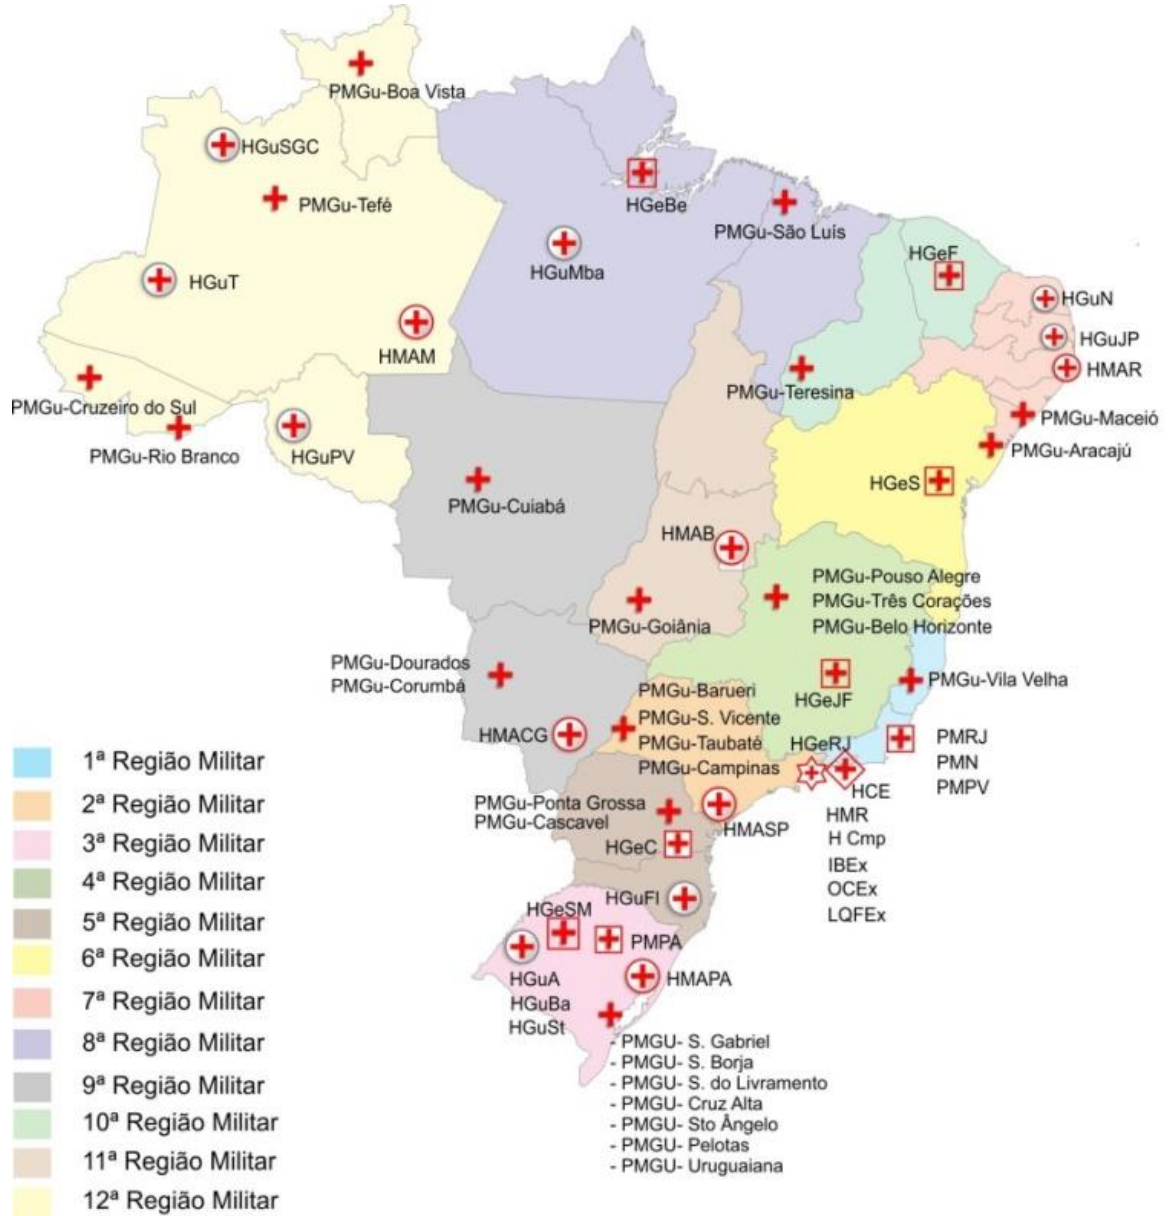 PMGu-Boa Vista
HGuSGC
PMGu-Tefé
HGeBe
PMGu-São Luís
HGuMba
HGeF
HGuT
HGuN
HMAM
HGuJP
HMAR
PMGu-Cruzeiro do Sul
PMGu-Teresina
PMGu-Maceió
PMGu-Rio Branco
HGuPV
PMGu-Aracajú
PMGu-Cuiabá
HGeS
HMAB
PMGu-Pouso Alegre
PMGu-Três Corações
PMGu-Belo Horizonte
PMGu-Goiânia
PMGu-Dourados
PMGu-Corumbá
PMGu-Vila Velha
HGeJF
PMGu-Barueri
PMGu-S. Vicente
PMGu-Taubaté
PMGu-Campinas
HMACG
HGeRJ
PMRJ
PMN
PMPV
HCE
HMR
H Cmp
IBEx
OCEx
LQFEx
PMGu-Ponta Grossa
PMGu-Cascavel
HMASP
HGeC
HGuFl
HGeSM
PMPA
HGuA
HGuBa
HGuSt
HMAPA
- PMGU- S. Gabriel
- PMGU- S. Borja
- PMGU- S. do Livramento
- PMGU- Cruz Alta
- PMGU- Sto Ângelo
- PMGU- Pelotas
- PMGU- Uruguaiana
1ª Região Militar
2ª Região Militar
3ª Região Militar
4ª Região Militar
5ª Região Militar
6ª Região Militar
7ª Região Militar
8ª Região Militar
9ª Região Militar
10ª Região Militar
11ª Região Militar
12ª Região Militar